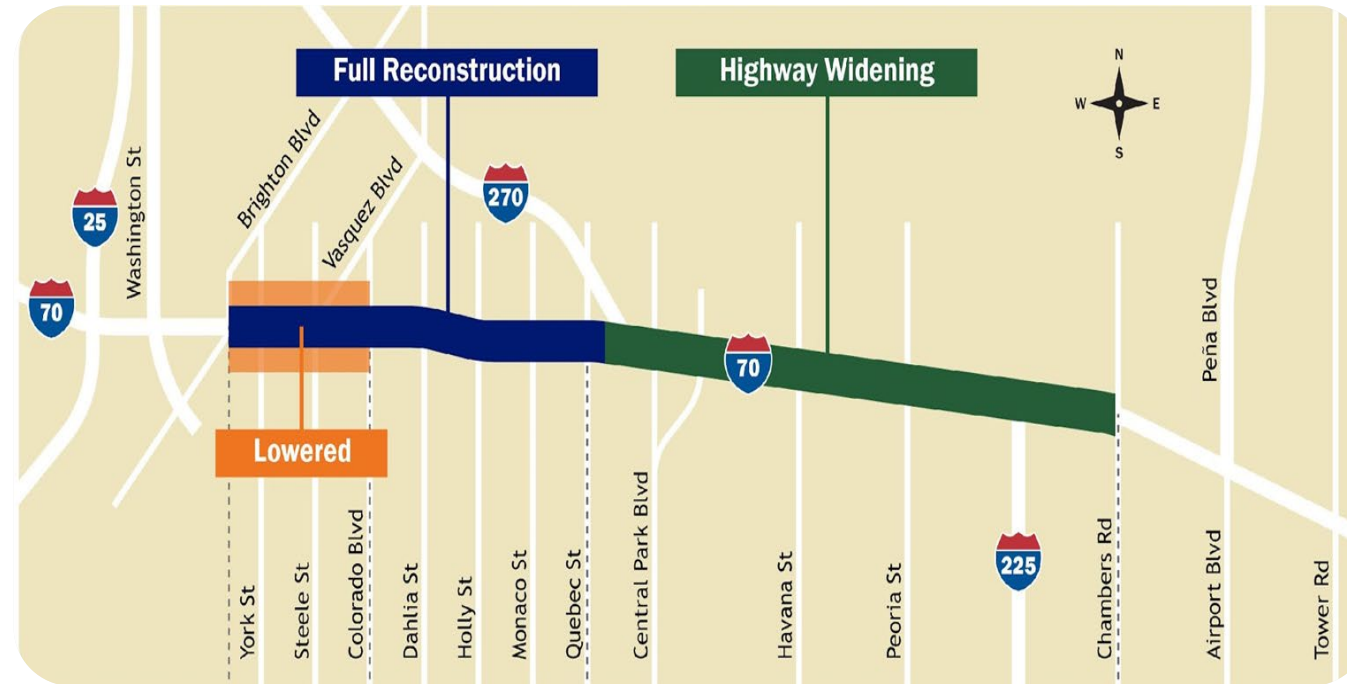 Full Reconstruction
Highway Widening
N
W
E
S
Brighton Blvd
Vasquez Blvd
Washington St
25
270
70
Peña Blvd
70
Lowered
York St
Steele St
Colorado Blvd
Dahlia St
Holly St
Monaco St
Quebec St
Central Park Blvd
Havana St
Peoria St
225
Chambers Rd
Airport Blvd
Tower Rd